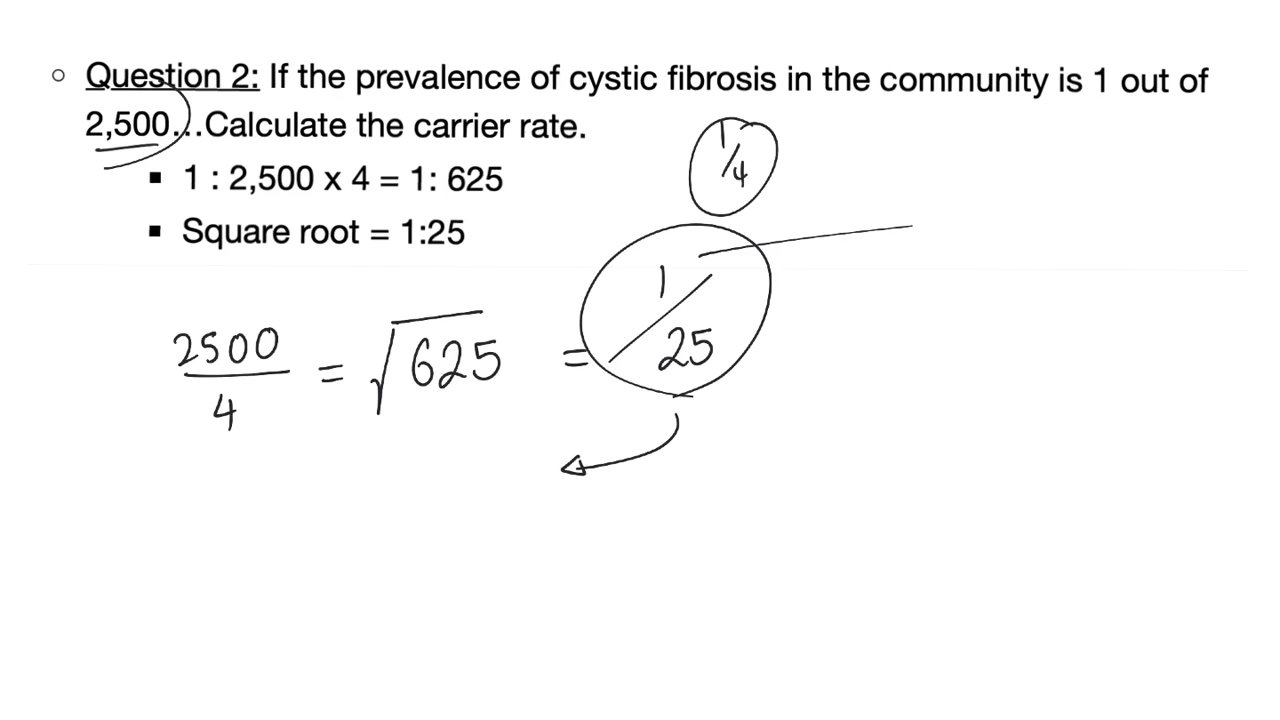 ○ Question 2: If the prevalence of cystic fibrosis in the community is 1 out of
2,500...Calculate the carrier rate.
▪ 1 : 2,500 x 4 = 1: 625
▪ Square root = 1:25
1/4
2500/4 = √625 = 1/25